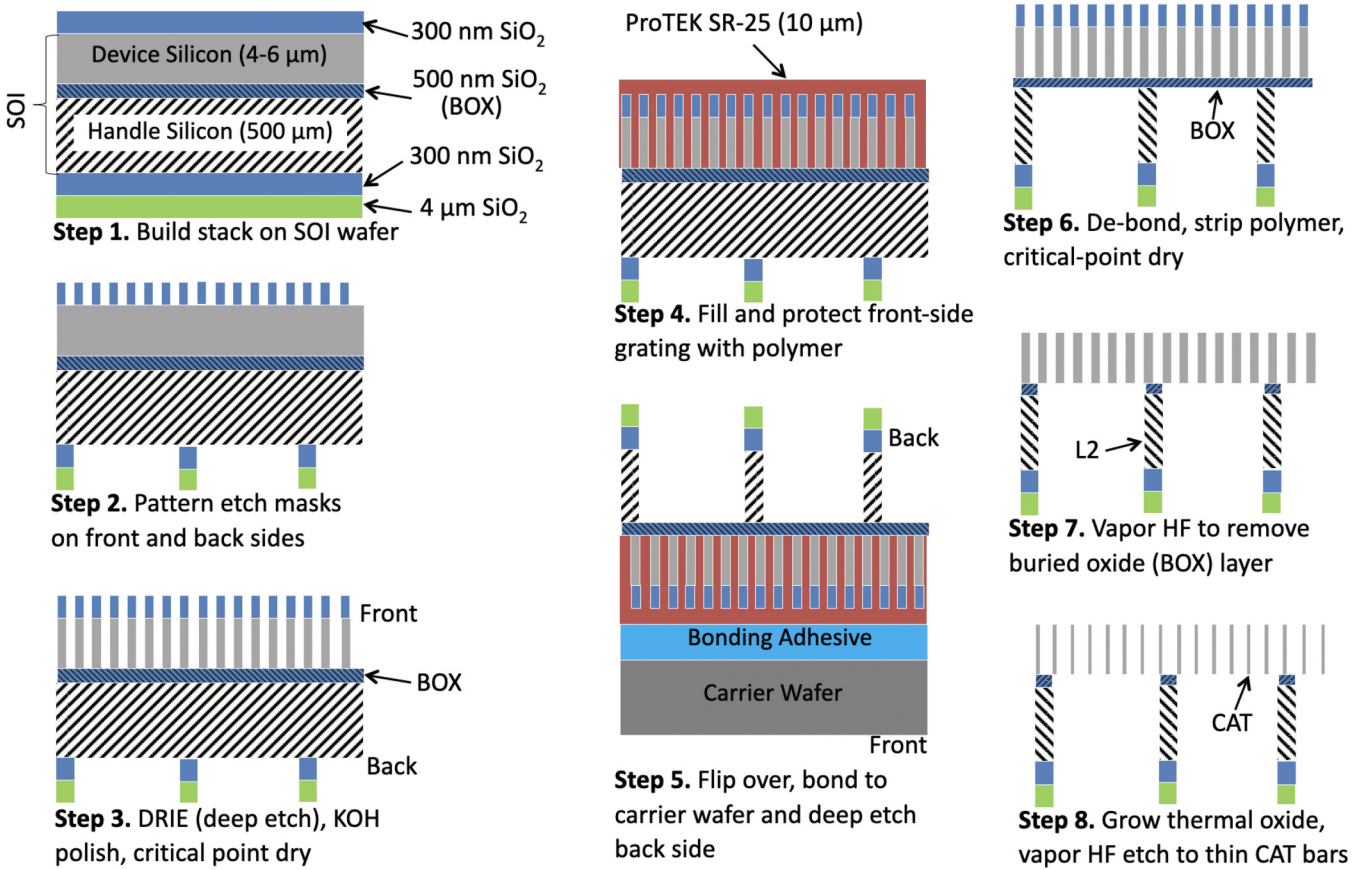 300 nm SiO₂
Device Silicon (4-6 μm)
500 nm SiO₂
(BOX)
SOI
Handle Silicon (500 μm)
300 nm SiO₂
4 μm SiO₂
Step 1. Build stack on SOI wafer
Step 2. Pattern etch masks
on front and back sides
Front
BOX
Back
Step 3. DRIE (deep etch), KOH
polish, critical point dry
ProTEK SR-25 (10 μm)
Step 4. Fill and protect front-side
grating with polymer
Back
Bonding Adhesive
Carrier Wafer
Front
Step 5. Flip over, bond to
carrier wafer and deep etch
back side
BOX
Step 6. De-bond, strip polymer,
critical-point dry
L2
Step 7. Vapor HF to remove
buried oxide (BOX) layer
CAT
Step 8. Grow thermal oxide,
vapor HF etch to thin CAT bars